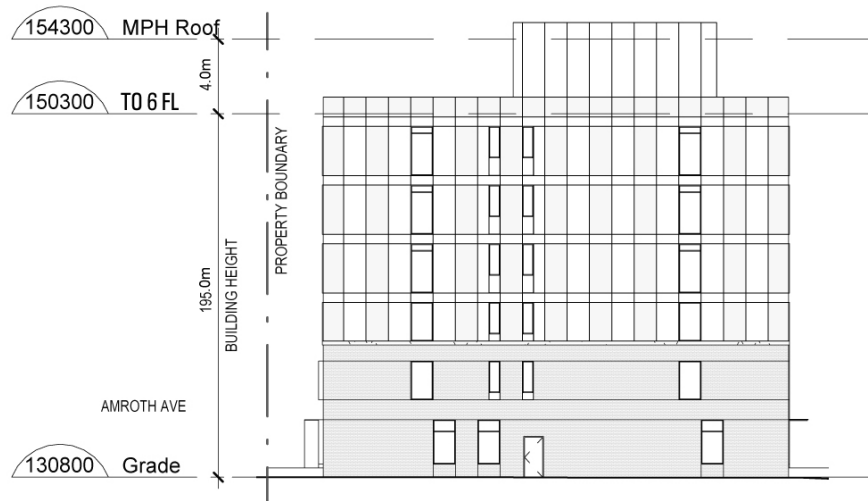 154300 MPH Roof
4.0m
150300 TO 6 FL
PROPERTY BOUNDARY
195.0m
BUILDING HEIGHT
AMROTH AVE
130800 Grade